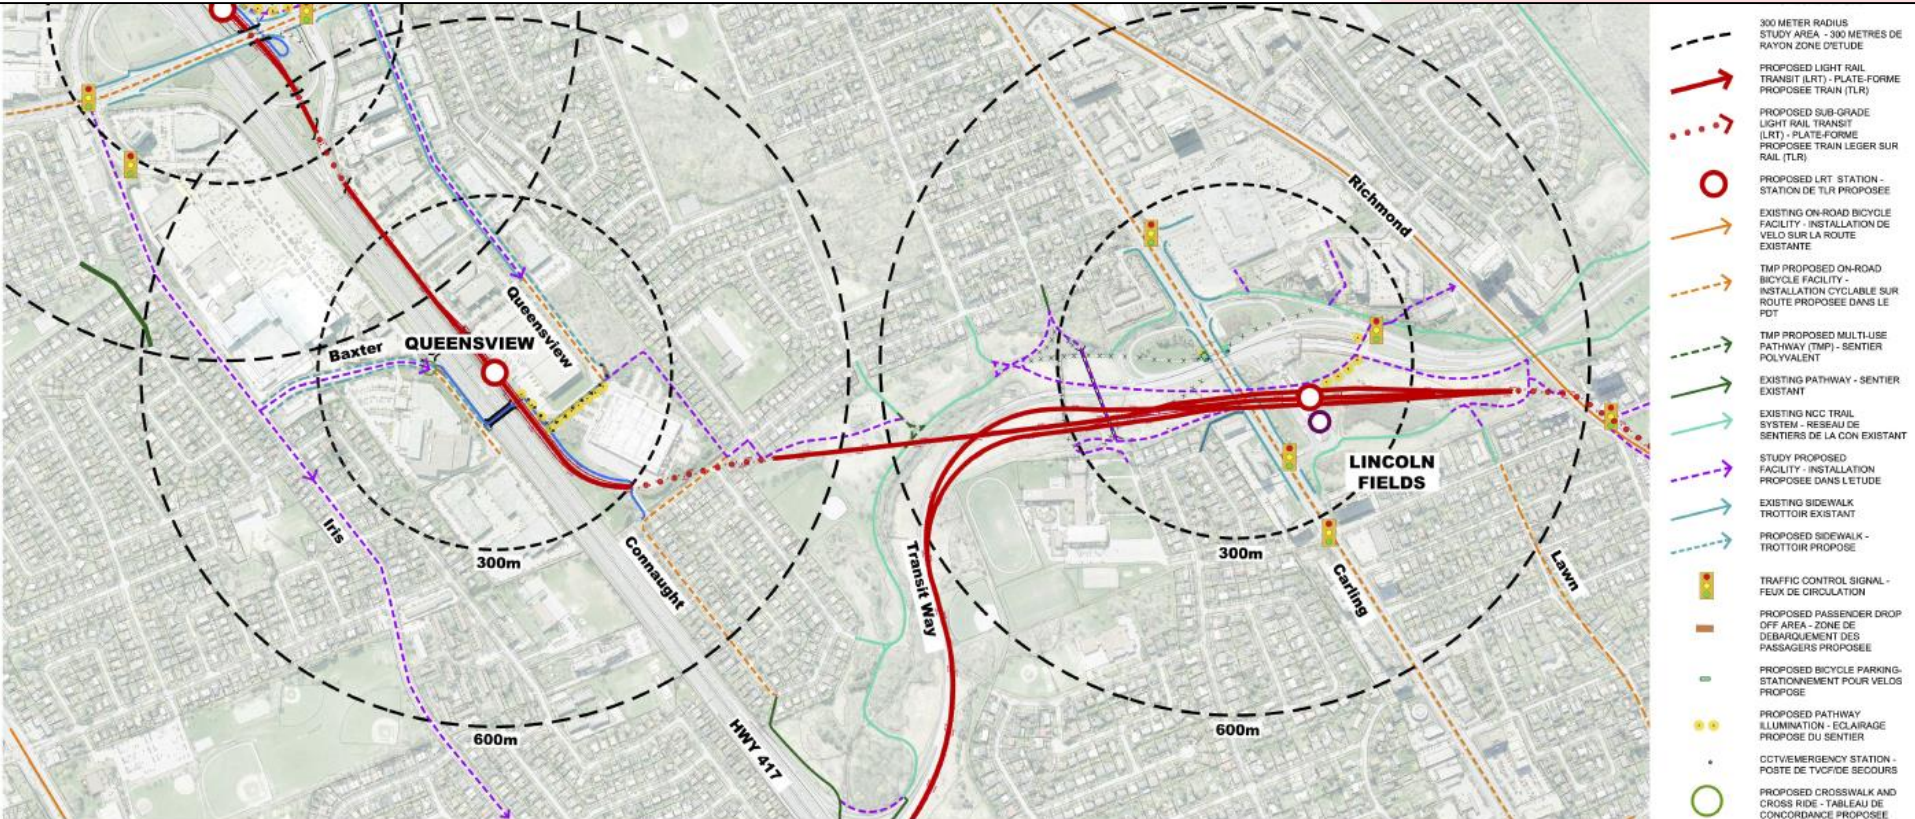 Richmond
Queensview
QUEENSVIEW
Baxter
LINCOLN
FIELDS
Iris
300m
300m
Connaught
Transit Way
Carling
Lawn
600m
600m
HWY 417
300 METER RADIUS
STUDY AREA - 300 METRES DE
RAYON ZONE D'ETUDE
PROPOSED LIGHT RAIL
TRANSIT (LRT) - PLATE-FORME
PROPOSEE TRAIN (TLR)
PROPOSED SUB-GRADE
LIGHT RAIL TRANSIT
(LRT) - PLATE-FORME
PROPOSEE TRAIN LEGER SUR
RAIL (TLR)
PROPOSED LRT STATION -
STATION DE TLR PROPOSEE
EXISTING ON-ROAD BICYCLE
FACILITY - INSTALLATION DE
VELO SUR LA ROUTE
EXISTANTE
TMP PROPOSED ON-ROAD
BICYCLE FACILITY -
INSTALLATION CYCLABLE SUR
ROUTE PROPOSEE DANS LE
PDT
TMP PROPOSED MULTI-USE
PATHWAY (TMP) - SENTIER
POLYVALENT
EXISTING PATHWAY - SENTIER
EXISTANT
EXISTING NCC TRAIL
SYSTEM - RESEAU DE
SENTIERS DE LA CCN EXISTANT
STUDY PROPOSED
FACILITY - INSTALLATION
PROPOSEE DANS L'ETUDE
EXISTING SIDEWALK
TROTTOIR EXISTANT
PROPOSED SIDEWALK -
TROTTOIR PROPOSE
TRAFFIC CONTROL SIGNAL -
FEUX DE CIRCULATION
PROPOSED PASSENDER DROP
OFF AREA - ZONE DE
DEBARQUEMENT DES
PASSAGERS PROPOSEE
PROPOSED BICYCLE PARKING-
STATIONNEMENT POUR VELOS
PROPOSE
PROPOSED PATHWAY
ILLUMINATION - ECLAIRAGE
PROPOSE DU SENTIER
CCTV/EMERGENCY STATION -
POSTE DE TVCF/DE SECOURS
PROPOSED CROSSWALK AND
CROSS RIDE - TABLEAU DE
CONCORDANCE PROPOSEE